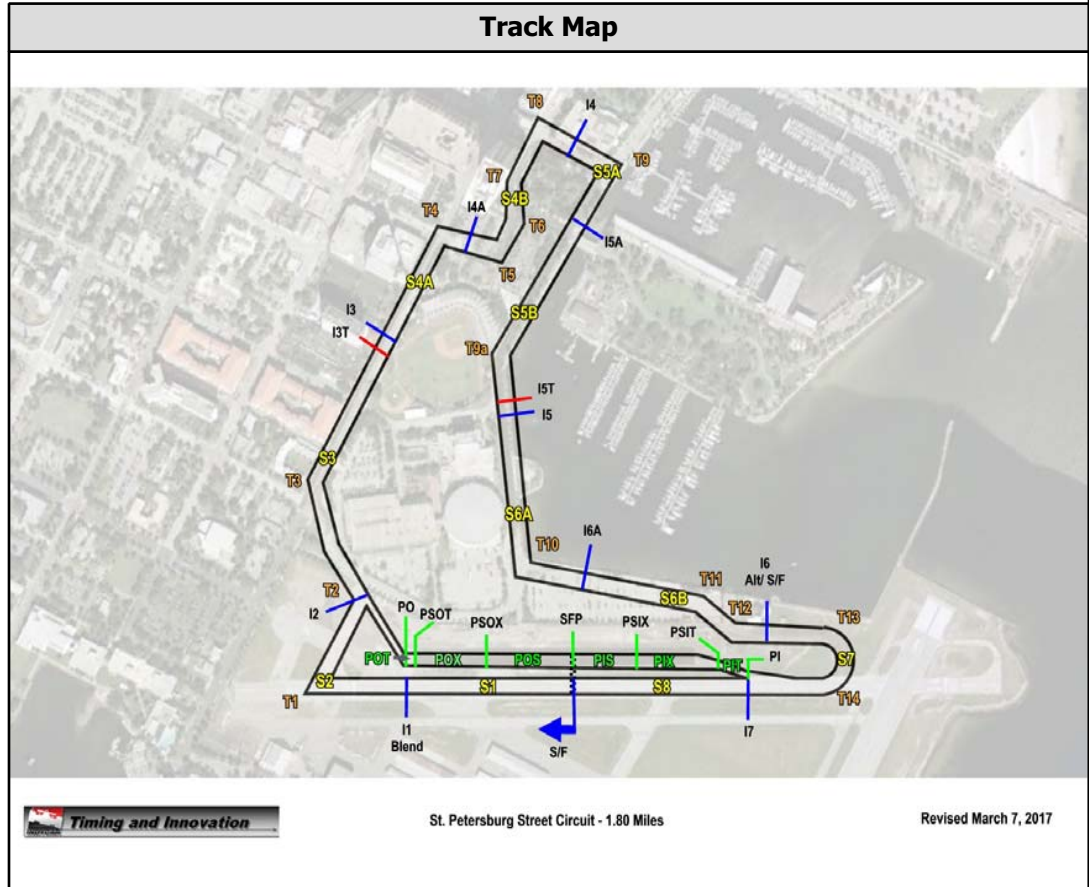 Track Map
T8
I4
T9
S5A
T7
S4B
T4
I4A
T6
I5A
T5
S4A
S5B
I3
I3T
T9a
I5T
I5
S3
T3
S6A
T10
I6A
T11
I6
Alt/ S/F
S6B
T12
T13
T2
I2
PO
PSOT
PSOX
SFP
PSIX
PSIT
PI
POT
POX
POS
PIS
PIX
PIT
S7
S2
S1
S8
T1
T14
I1
Blend
S/F
I7
Timing and Innovation
St. Petersburg Street Circuit - 1.80 Miles
Revised March 7, 2017